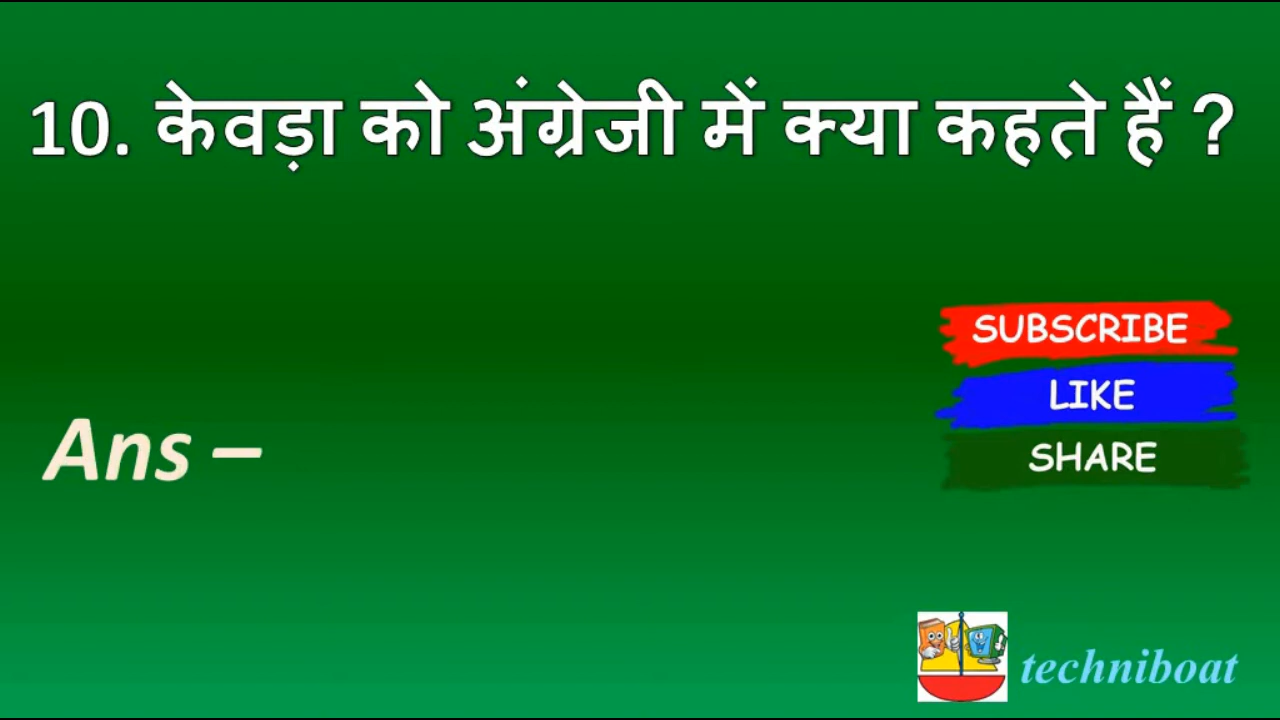 10. केवड़ा को अंग्रेजी में क्या कहते हैं ?
SUBSCRIBE
LIKE
Ans –
SHARE
techniboat